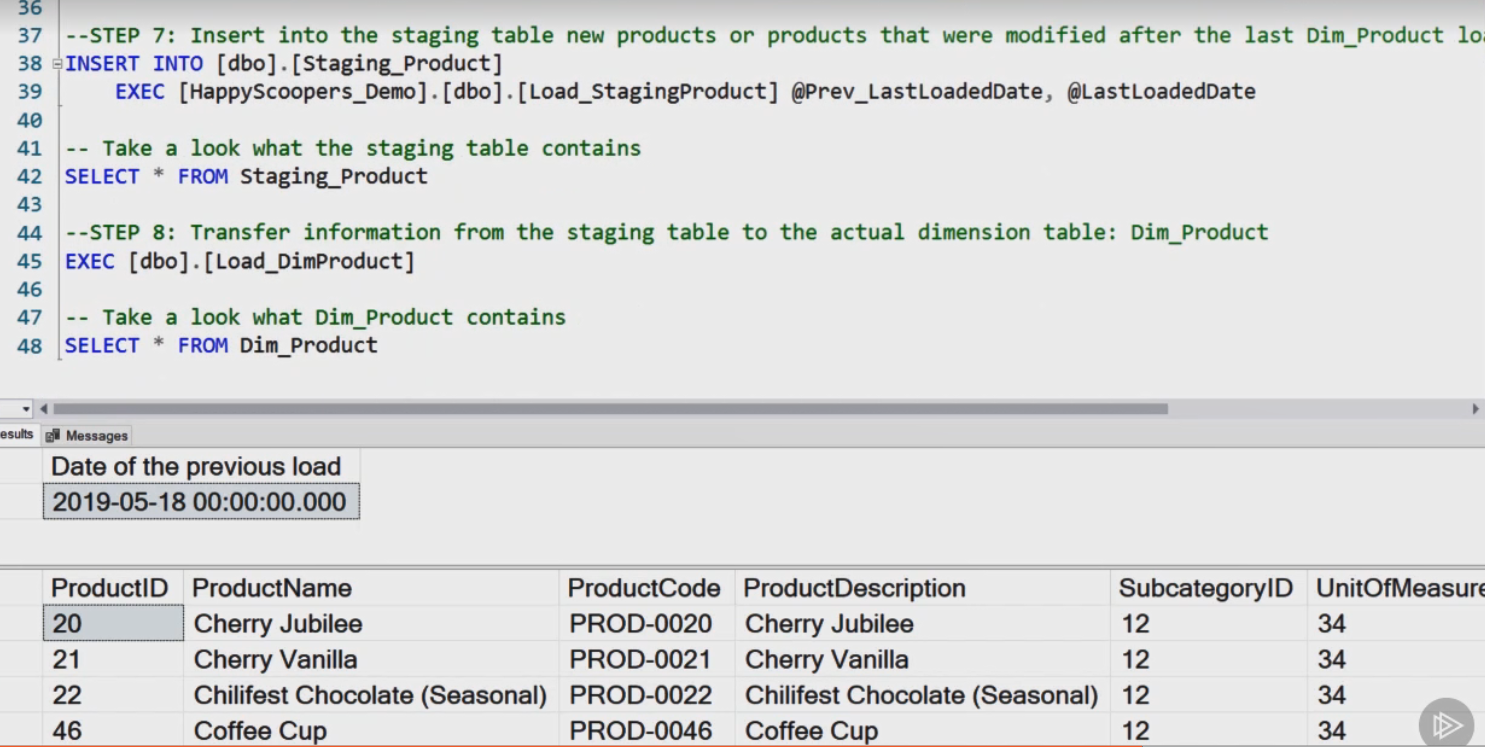 36
37 --STEP 7: Insert into the staging table new products or products that were modified after the last Dim_Product
38 INSERT INTO [dbo].[Staging_Product]
39 EXEC [HappyScoopers_Demo].[dbo].[Load_StagingProduct] @Prev_LastLoadedDate, @LastLoadedDate
40
41 -- Take a look what the staging table contains
42 SELECT * FROM Staging_Product
43
44 --STEP 8: Transfer information from the staging table to the actual dimension table: Dim_Product
45 EXEC [dbo].[Load_DimProduct]
46
47 -- Take a look what Dim_Product contains
48 SELECT * FROM Dim_Product
esults Messages
Date of the previous load
2019-05-18 00:00:00.000
ProductID ProductName ProductCode ProductDescription SubcategoryID UnitOfMeasure
20 Cherry Jubilee PROD-0020 Cherry Jubilee 12 34
21 Cherry Vanilla PROD-0021 Cherry Vanilla 12 34
22 Chilifest Chocolate (Seasonal) PROD-0022 Chilifest Chocolate (Seasonal) 12 34
46 Coffee Cup PROD-0046 Coffee Cup 12 34